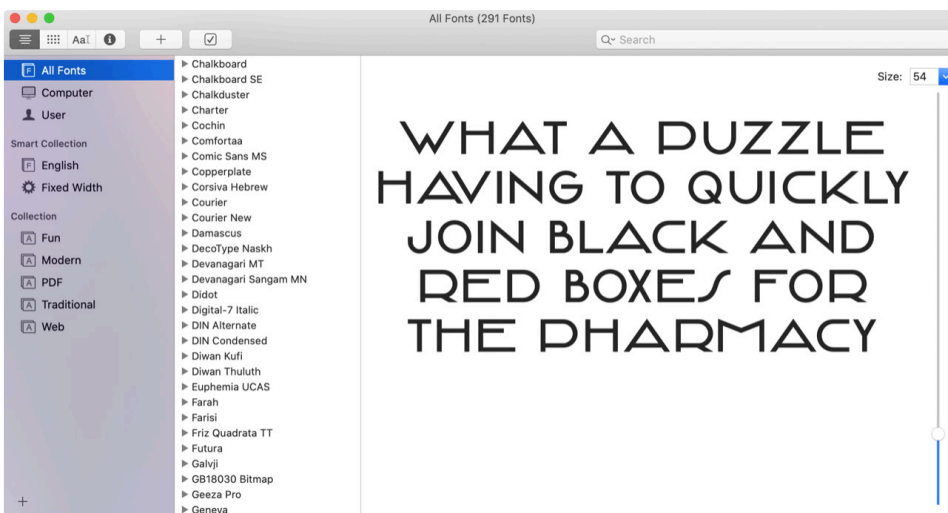 All Fonts (291 Fonts)
AaI
Search
All Fonts
Computer
User
Smart Collection
English
Fixed Width
Collection
Fun
Modern
PDF
Traditional
Web
Chalkboard
Chalkboard SE
Chalkduster
Charter
Cochin
Comfortaa
Comic Sans MS
Copperplate
Corsiva Hebrew
Courier
Courier New
Damascus
DecoType Naskh
Devanagari MT
Devanagari Sangam MN
Didot
Digital-7 Italic
DIN Alternate
DIN Condensed
Diwan Kufi
Diwan Thuluth
Euphemia UCAS
Farah
Farisi
Friz Quadrata TT
Futura
Galvji
GB18030 Bitmap
Geeza Pro
Geneva
Size: 54
WHAT A PUZZLE
HAVING TO QUICKLY
JOIN BLACK AND
RED BOXES FOR
THE PHARMACY